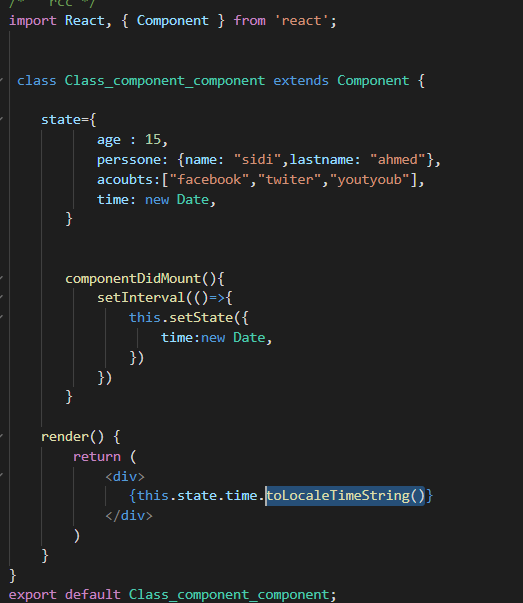 /* rcc */
import React, { Component } from 'react';
class Class_component_component extends Component {
state={
age : 15,
perssone: {name: "sidi",lastname: "ahmed"},
acoubts:["facebook","twiter","youtyoub"],
time: new Date,
}
componentDidMount(){
setInterval(()=>{
this.setState({
time:new Date,
})
})
}
render() {
return (
<div>
{this.state.time.toLocaleTimeString()}
</div>
)
}
}
export default Class_component_component;